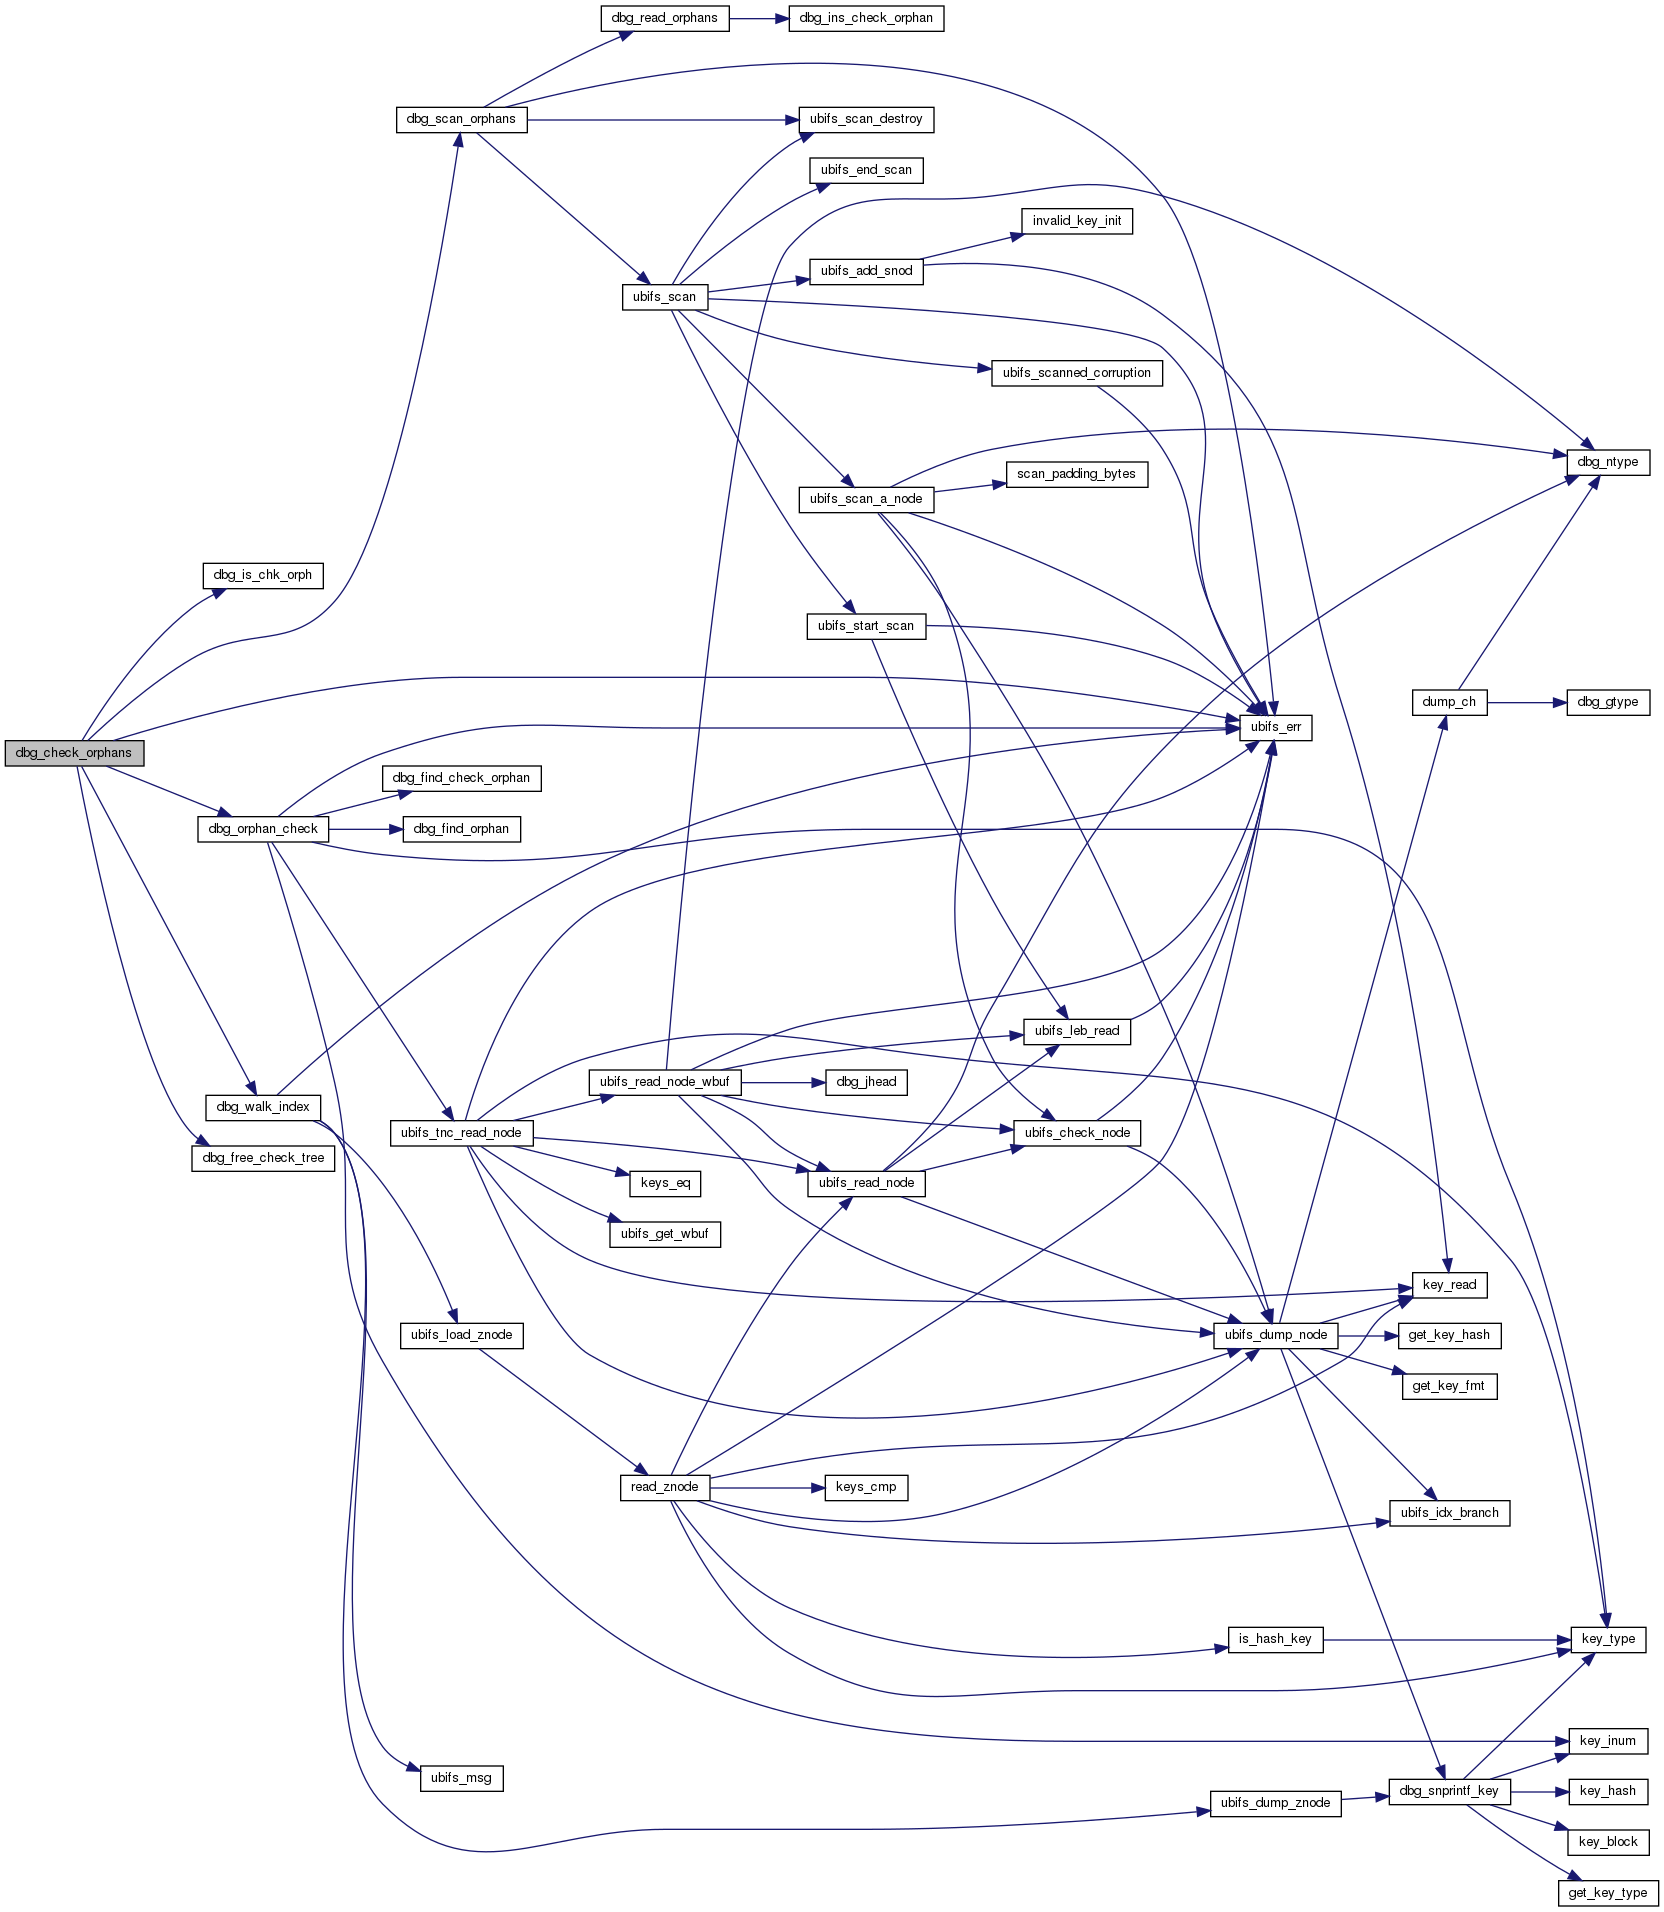 dbg_read_orphans
dbg_ins_check_orphan
dbg_scan_orphans
ubifs_scan_destroy
ubifs_end_scan
invalid_key_init
ubifs_add_snod
ubifs_scan
ubifs_scanned_corruption
dbg_ntype
scan_padding_bytes
ubifs_scan_a_node
dbg_is_chk_orph
ubifs_start_scan
dump_ch
dbg_gtype
ubifs_err
dbg_check_orphans
dbg_find_check_orphan
dbg_orphan_check
dbg_find_orphan
ubifs_leb_read
ubifs_read_node_wbuf
dbg_jhead
dbg_walk_index
ubifs_tnc_read_node
ubifs_check_node
dbg_free_check_tree
keys_eq
ubifs_read_node
ubifs_get_wbuf
key_read
ubifs_load_znode
ubifs_dump_node
get_key_hash
get_key_fmt
read_znode
keys_cmp
ubifs_idx_branch
is_hash_key
key_type
key_inum
ubifs_msg
dbg_snprintf_key
key_hash
ubifs_dump_znode
key_block
get_key_type